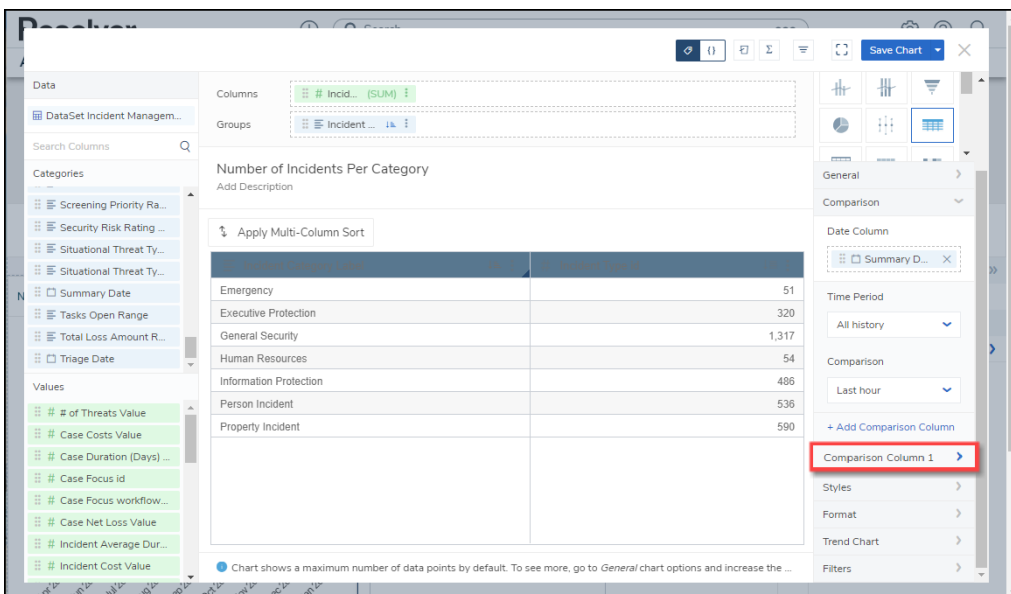 Resolver
Save Chart
Data
DataSet Incident Managem...
Search Columns
Categories
Screening Priority Ra...
Security Risk Rating ...
Situational Threat Ty...
Situational Threat Ty...
Summary Date
Tasks Open Range
Total Loss Amount R...
Triage Date
Values
# # of Threats Value
# Case Costs Value
# Case Duration (Days) ...
# Case Focus id
# Case Focus workflow...
# Case Net Loss Value
# Incident Average Dur...
# Incident Cost Value
Columns # Incid... (SUM)
Groups Incident ...
Number of Incidents Per Category
Add Description
Apply Multi-Column Sort
Emergency 51
Executive Protection 320
General Security 1,317
Human Resources 54
Information Protection 486
Person Incident 536
Property Incident 590
Chart shows a maximum number of data points by default. To see more, go to General chart options and increase the ...
General
Comparison
Date Column
Summary D...
Time Period
All history
Comparison
Last hour
+ Add Comparison Column
Comparison Column 1
Styles
Format
Trend Chart
Filters